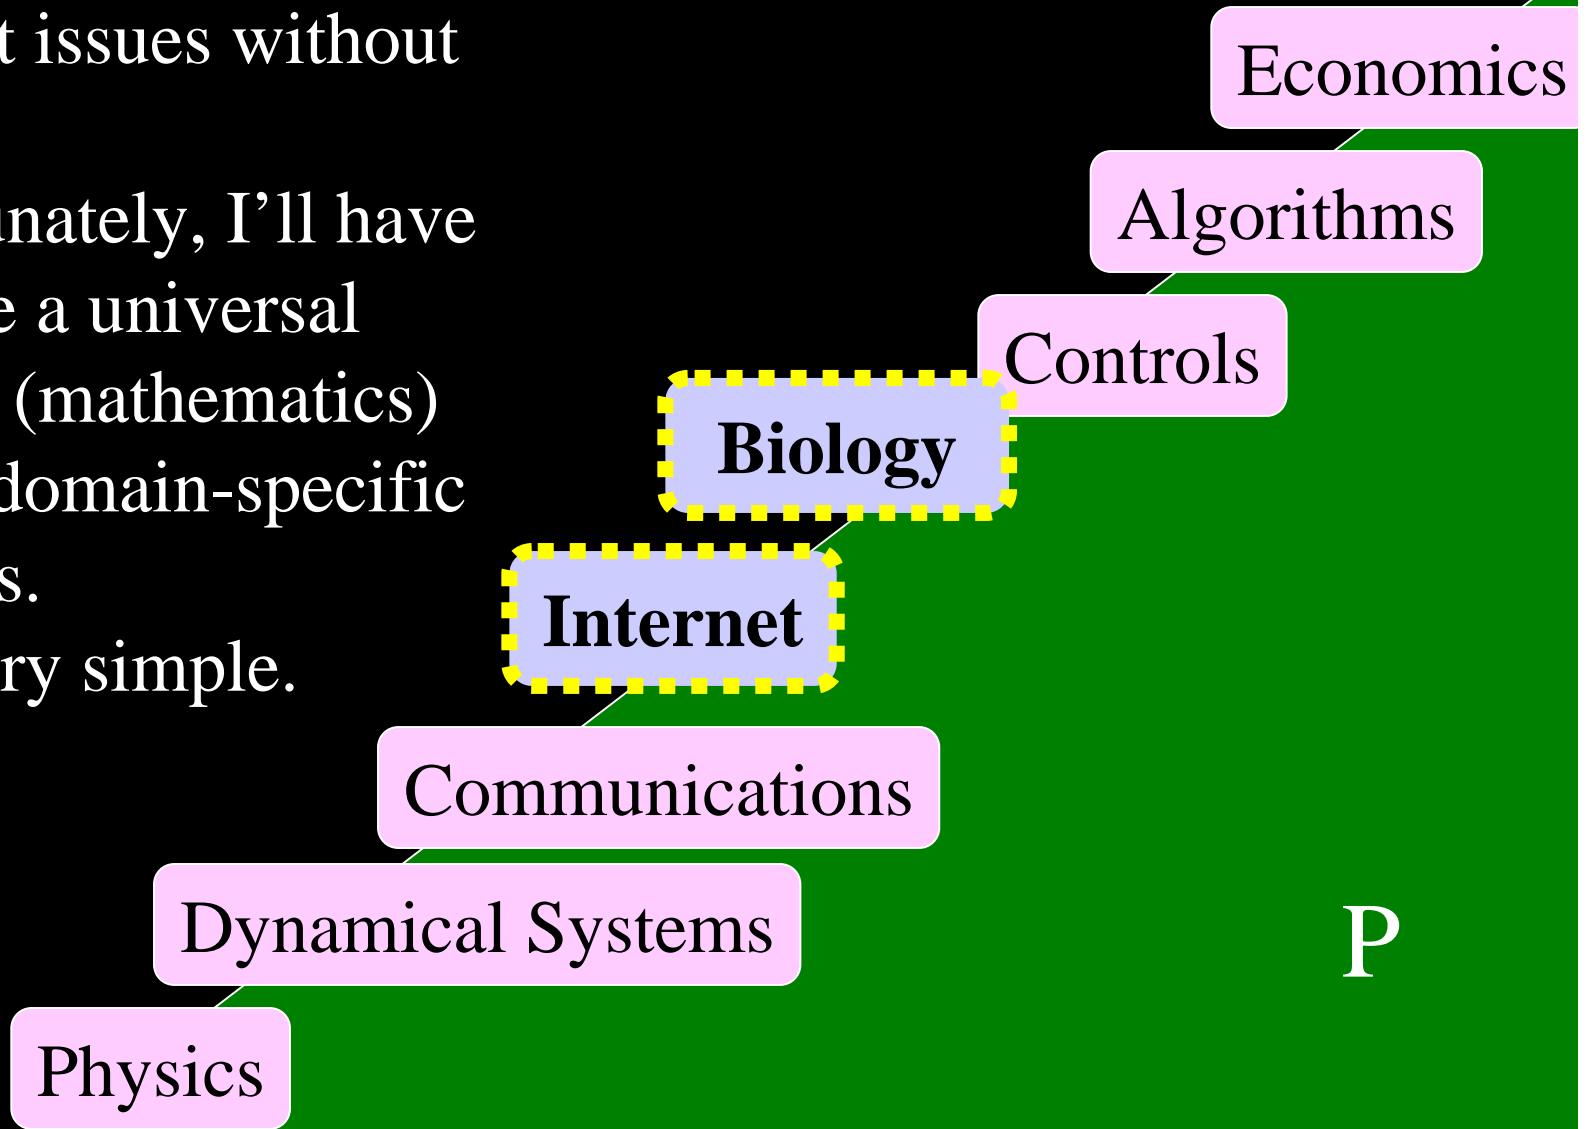 t issues without
unately, I’ll have
e a universal
(mathematics)
domain-specific
s.
ry simple.
Economics
Algorithms
Controls
Biology
Internet
Communications
Dynamical Systems
Physics
P